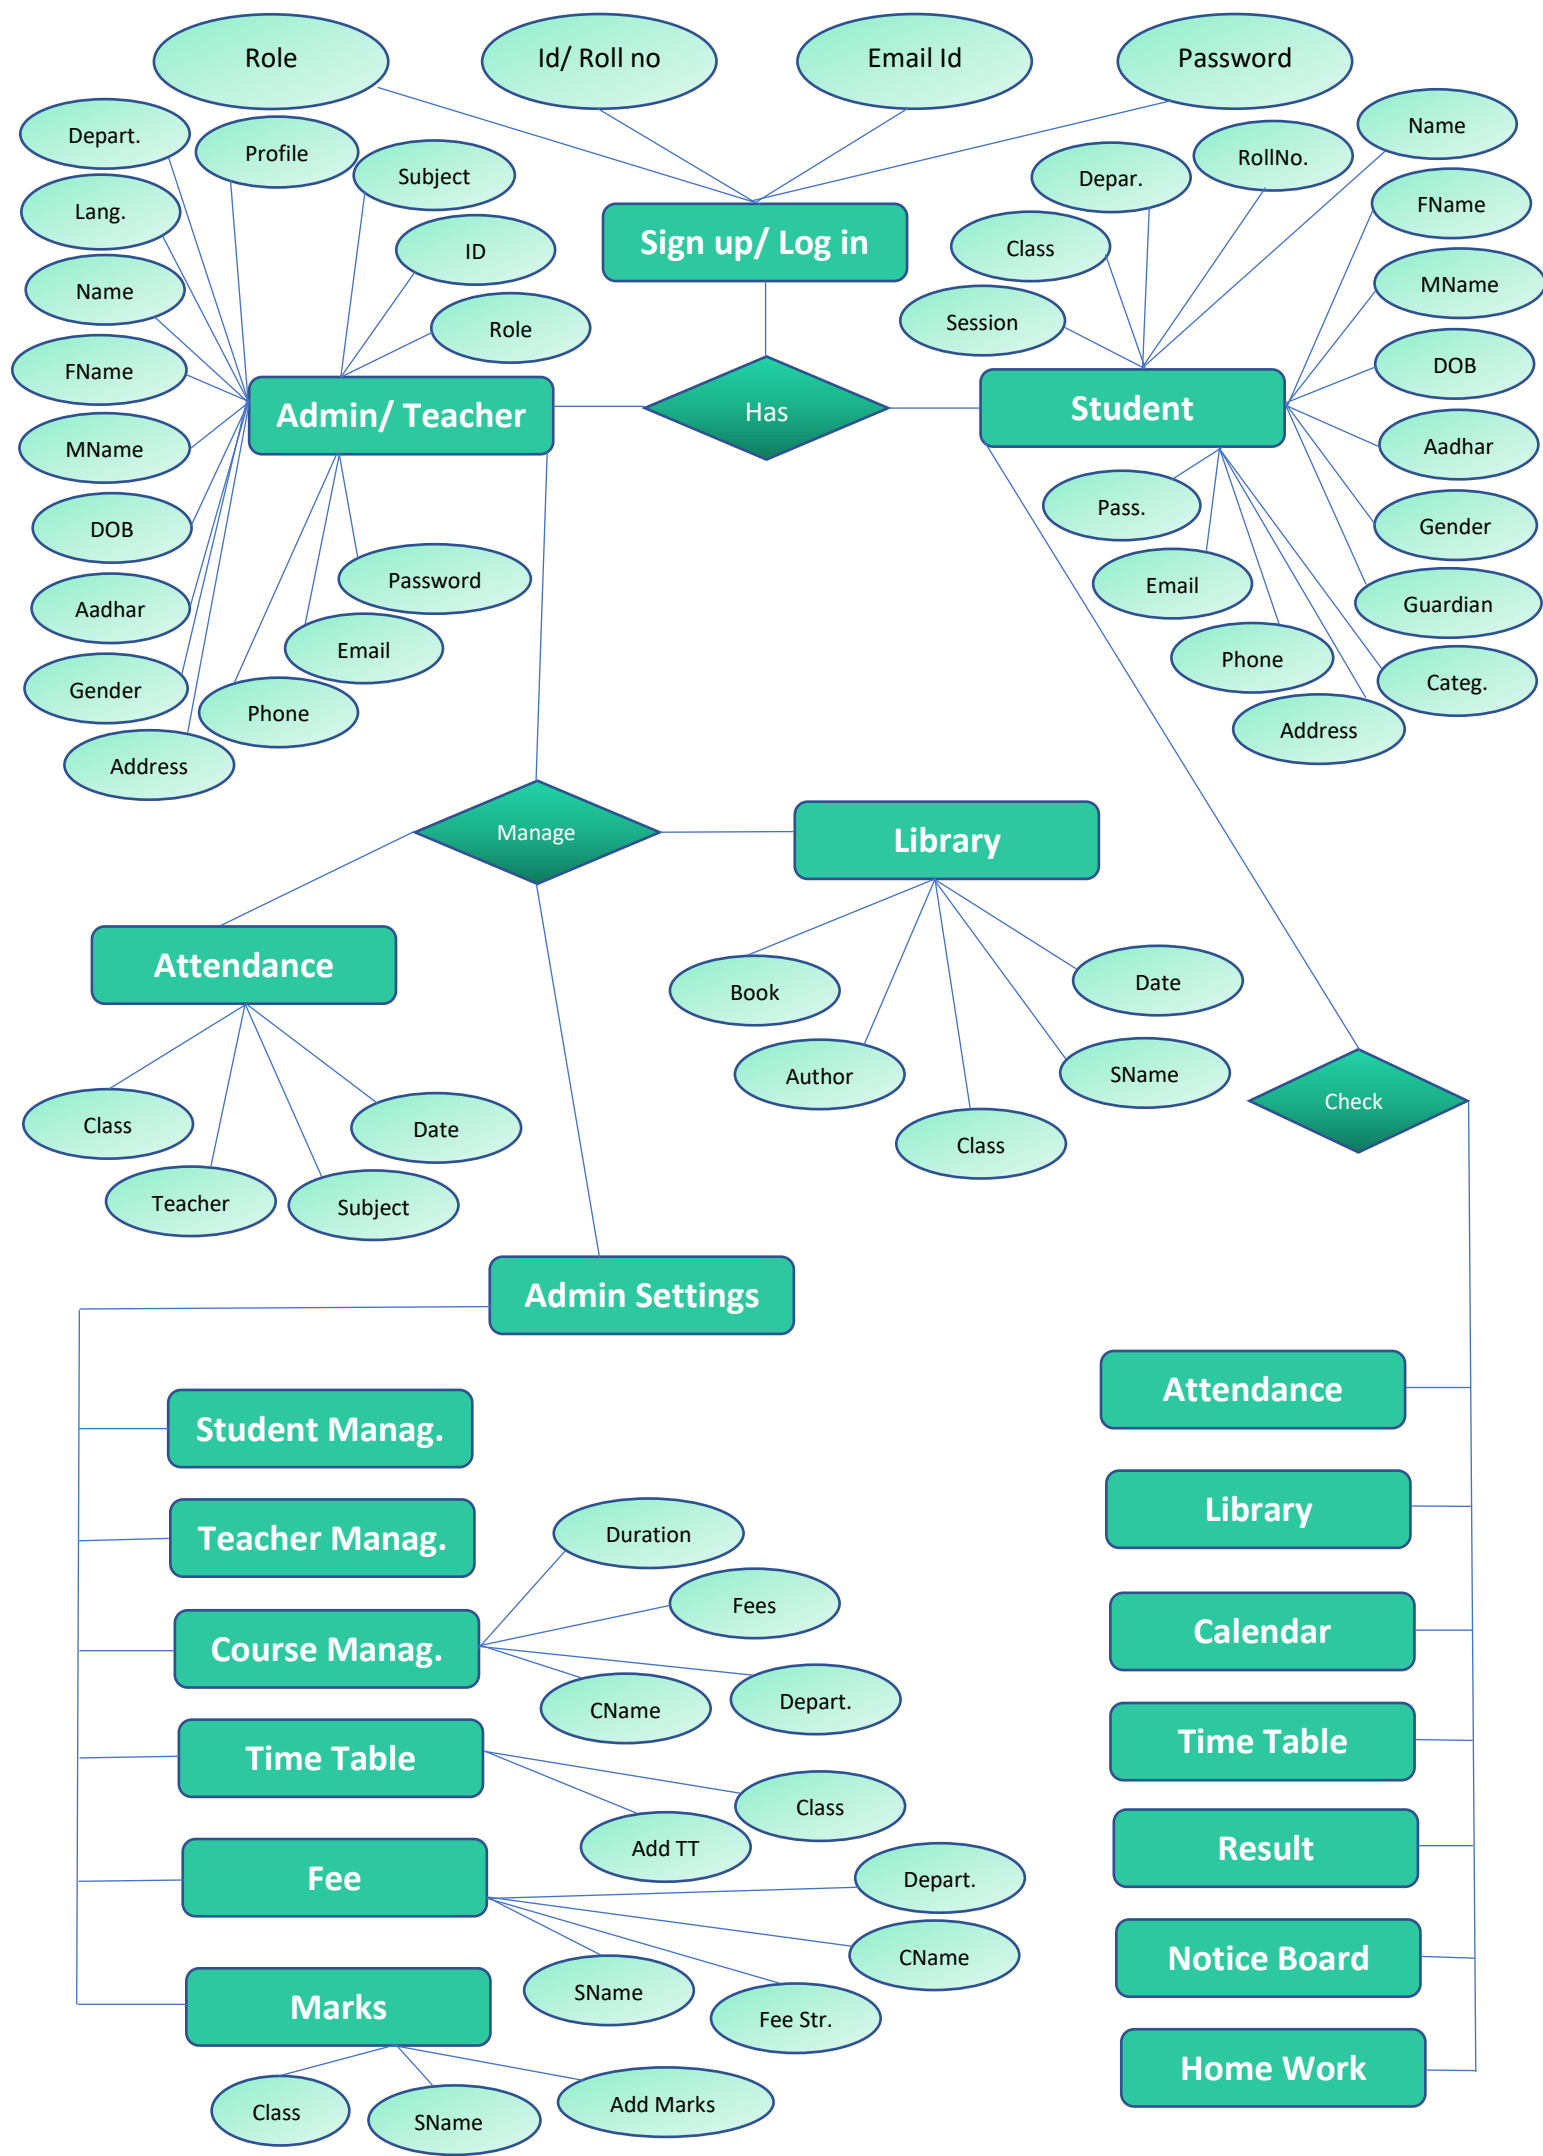 Role
Id/ Roll no
Email Id
Password
Depart.
Profile
Subject
Lang.
ID
Name
Role
FName
MName
DOB
Aadhar
Gender
Address
Phone
Email
Password
Sign up/ Log in
Admin/ Teacher
Has
Student
Name
RollNo.
Depar.
Class
Session
FName
MName
DOB
Aadhar
Gender
Guardian
Categ.
Address
Phone
Email
Pass.
Manage
Library
Attendance
Book
Author
Class
SName
Date
Check
Class
Teacher
Subject
Date
Admin Settings
Student Manag.
Teacher Manag.
Course Manag.
Duration
Fees
Depart.
CName
Time Table
Class
Add TT
Fee
Depart.
CName
Fee Str.
SName
Marks
Class
SName
Add Marks
Attendance
Library
Calendar
Time Table
Result
Notice Board
Home Work